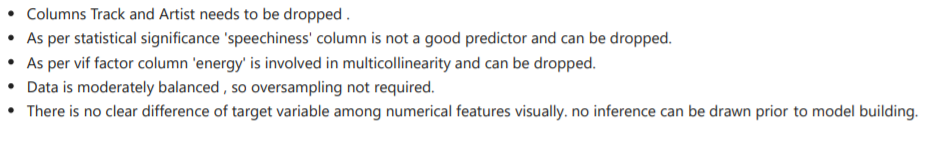 • Columns Track and Artist needs to be dropped .
• As per statistical significance 'speechiness' column is not a good predictor and can be dropped.
• As per vif factor column 'energy' is involved in multicollinearity and can be dropped.
• Data is moderately balanced , so oversampling not required.
• There is no clear difference of target variable among numerical features visually. no inference can be drawn prior to model building.